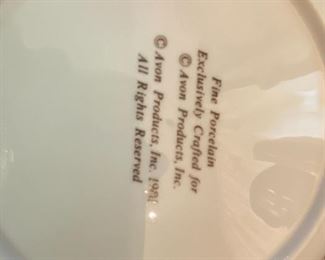 Fine Porcelain
Exclusively Crafted for
© Avon Products, Inc.
© Avon Products, Inc.
All Rights Reserved